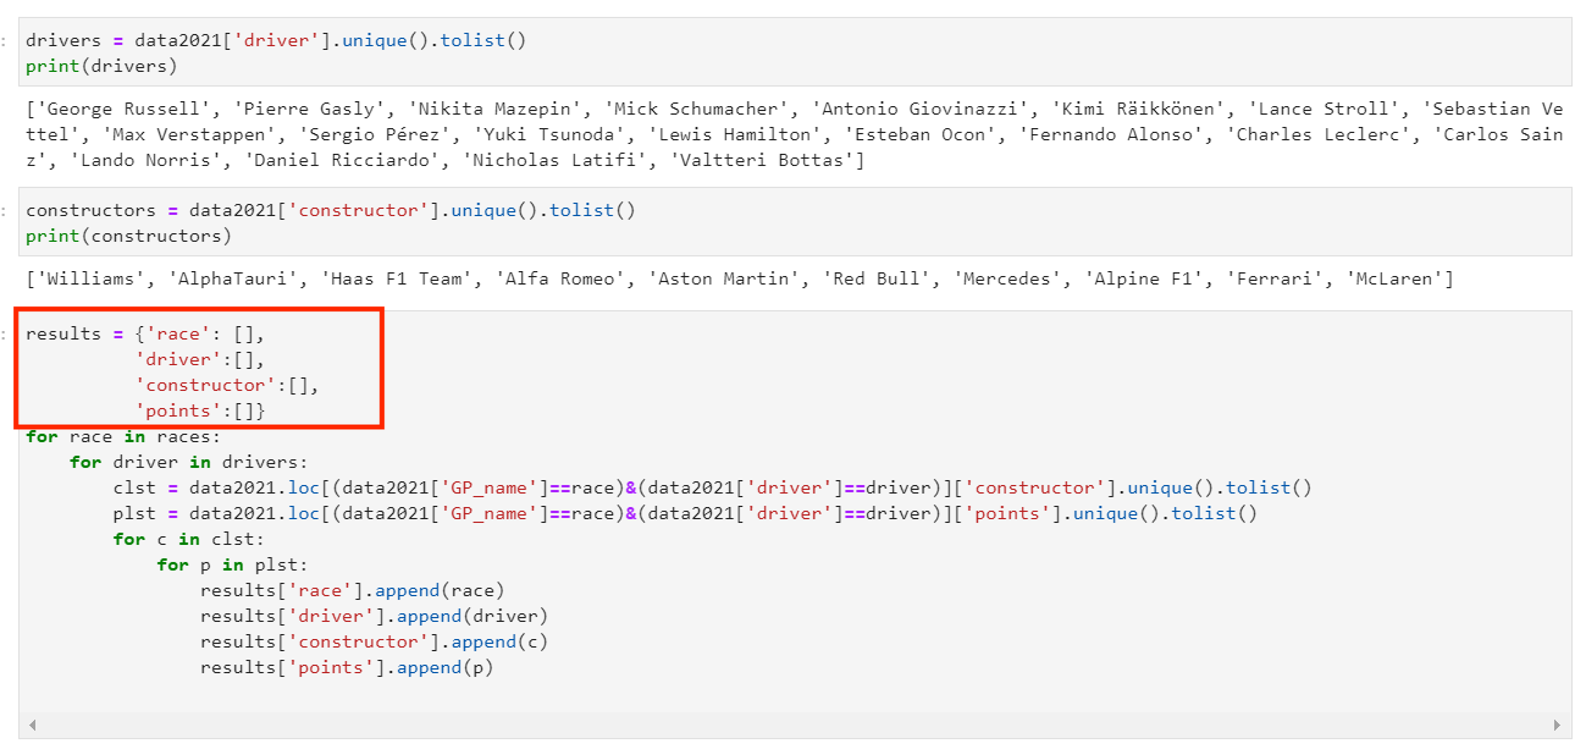 drivers = data2021['driver'].unique().tolist()
print(drivers)
['George Russell', 'Pierre Gasly', 'Nikita Mazepin', 'Mick Schumacher', 'Antonio Giovinazzi', 'Kimi Räikkönen', 'Lance Stroll', 'Sebastian Ve
ttel', 'Max Verstappen', 'Sergio Pérez', 'Yuki Tsunoda', 'Lewis Hamilton', 'Esteban Ocon', 'Fernando Alonso', 'Charles Leclerc', 'Carlos Sain
z', 'Lando Norris', 'Daniel Ricciardo', 'Nicholas Latifi', 'Valtteri Bottas']
constructors = data2021['constructor'].unique().tolist()
print(constructors)
['Williams', 'AlphaTauri', 'Haas F1 Team', 'Alfa Romeo', 'Aston Martin', 'Red Bull', 'Mercedes', 'Alpine F1', 'Ferrari', 'McLaren']
results = {'race': [],
          'driver':[],
          'constructor':[],
          'points':[]}
for race in races:
    for driver in drivers:
        clst = data2021.loc[(data2021['GP_name']==race)&(data2021['driver']==driver)]['constructor'].unique().tolist()
        plst = data2021.loc[(data2021['GP_name']==race)&(data2021['driver']==driver)]['points'].unique().tolist()
        for c in clst:
            for p in plst:
                results['race'].append(race)
                results['driver'].append(driver)
                results['constructor'].append(c)
                results['points'].append(p)